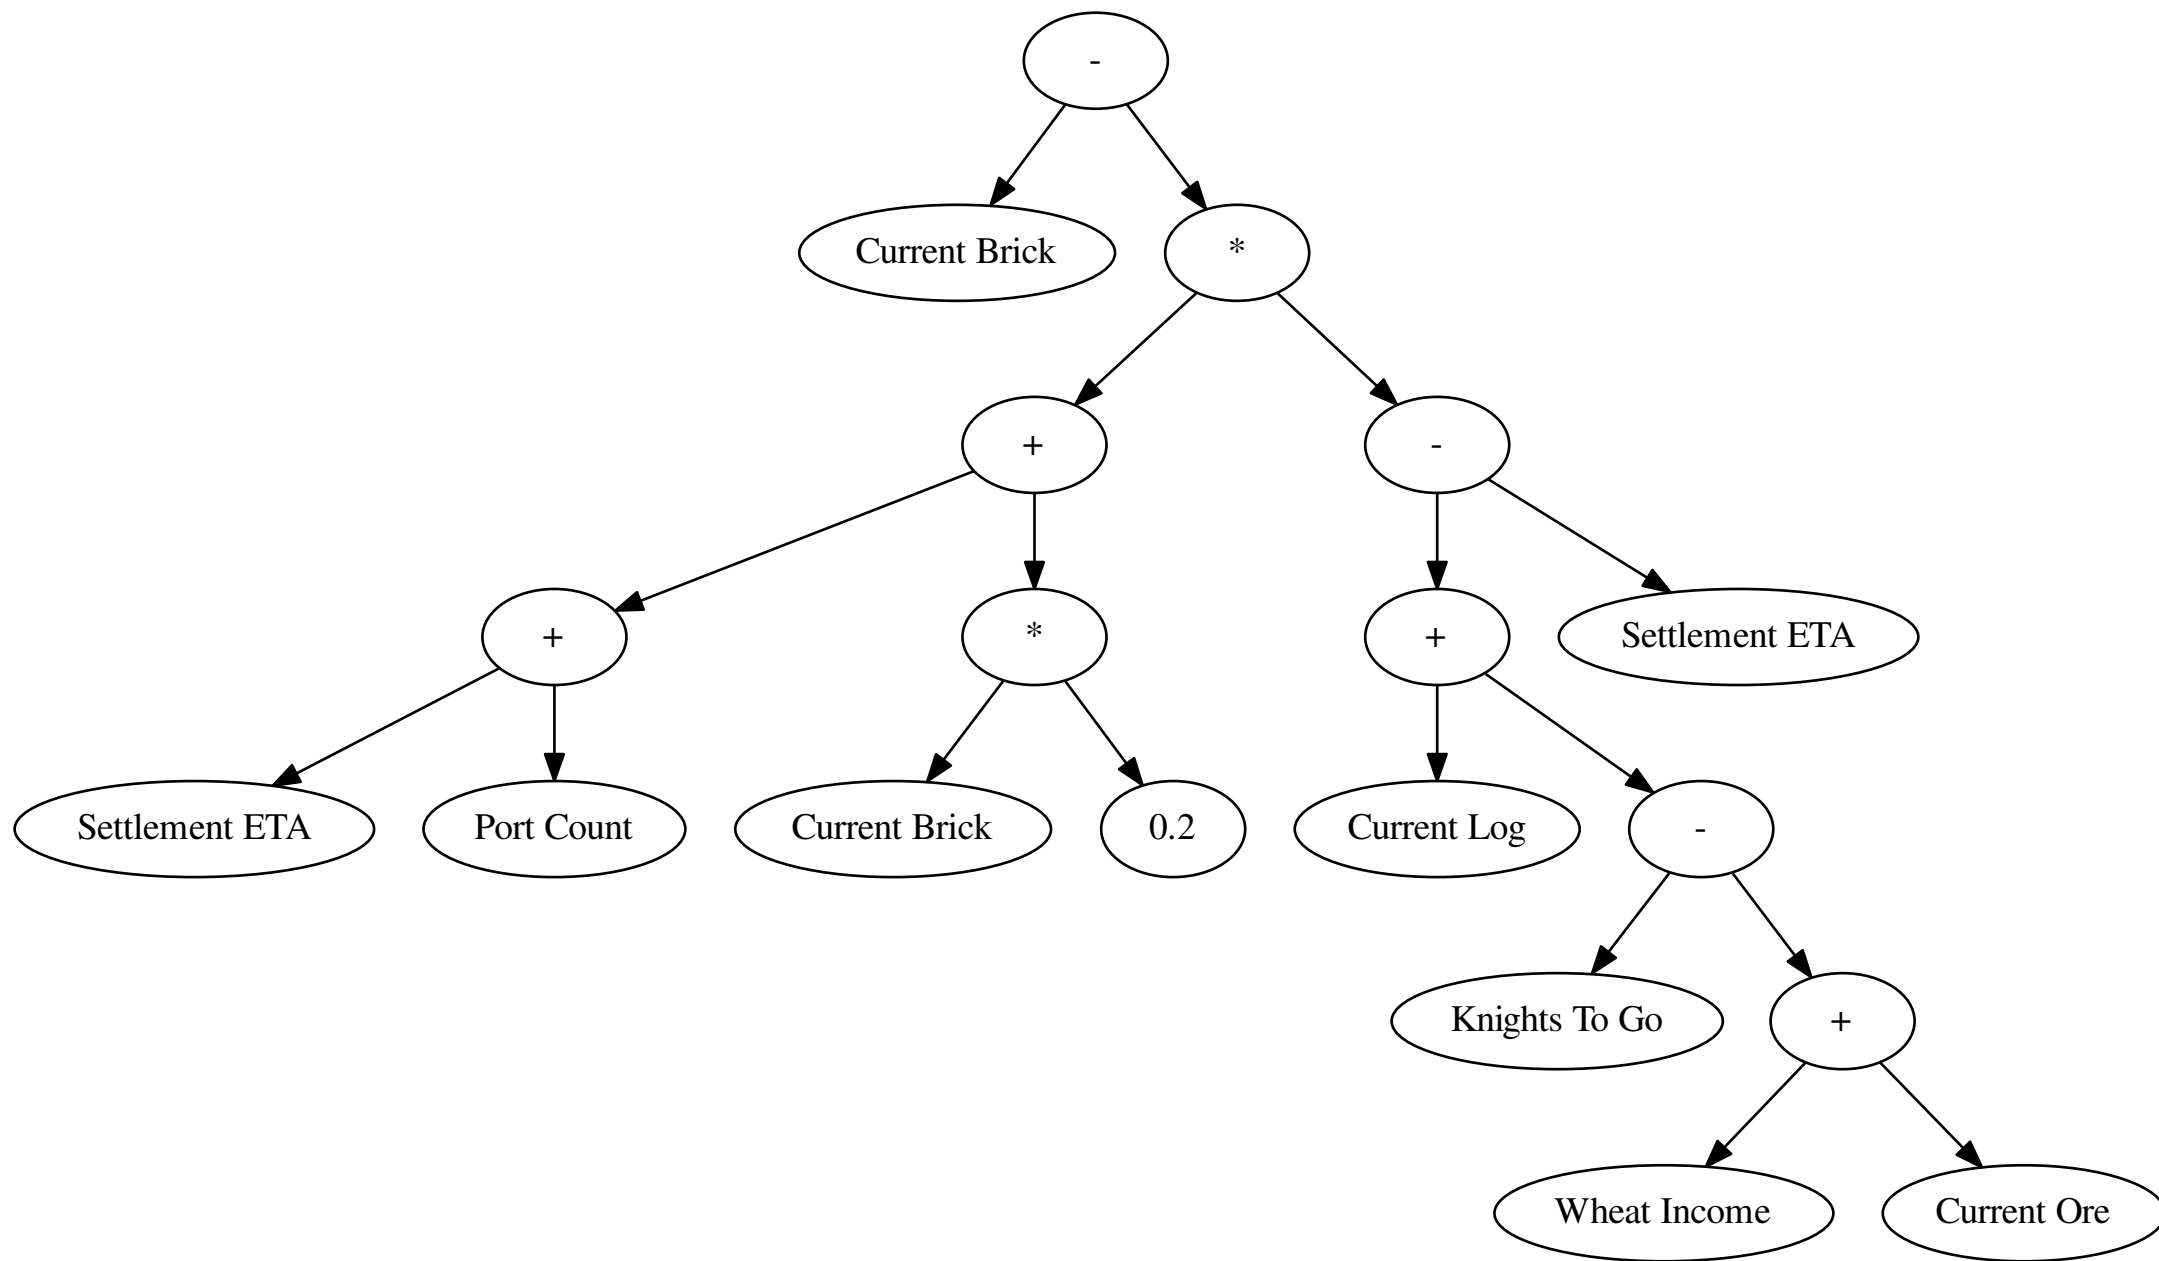 -
Current Brick
*
+
-
+
*
+
Settlement ETA
Settlement ETA
Port Count
Current Brick
0.2
Current Log
-
Knights To Go
+
Wheat Income
Current Ore